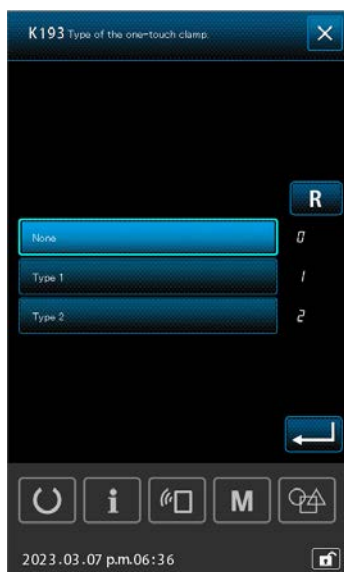 K193 Type of the one-touch clamp.
R
None 0
Type 1 1
Type 2 2
i M
2023.03.07 p.m.06:36